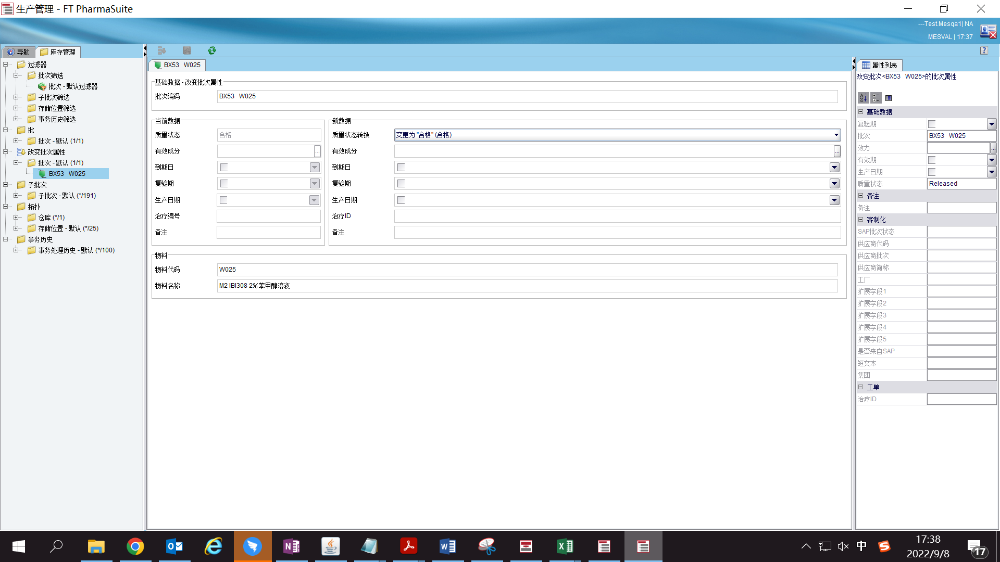 生产管理 - FT PharmaSuite
---Test.Mesqa1| NA
MESVAL | 17:37
导航
库存管理
过滤器
批次筛选
批次 - 默认过滤器
子批次筛选
存储位置筛选
事务历史筛选
批
批次 - 默认 (1/1)
改变批次属性
批次 - 默认 (1/1)
BX53 W025
子批次
子批次 - 默认 (*/191)
拓扑
仓库 (*/1)
存储位置 - 默认 (*/25)
事务历史
事务处理历史 - 默认 (*/100)
BX53 W025
基础数据 - 改变批次属性
批次编码 BX53 W025
当前数据
质量状态 合格
有效成分 ...
到期日
复验期
生产日期
治疗编号
备注
新数据
质量状态转换 变更为 "合格" (合格)
有效成分 ...
到期日
复验期
生产日期
治疗ID
备注
物料
物料代码 W025
物料名称 M2 IBI308 2%苯甲醇溶液
?
属性列表
改变批次<BX53 W025>的批次属性
基础数据
复验期
批次 BX53 W025
效力 ...
有效期
生产日期
质量状态 Released
备注
备注
客制化
SAP批次状态
供应商代码
供应商批次
供应商简称
工厂
扩展字段1
扩展字段2
扩展字段3
扩展字段4
扩展字段5
是否来自SAP
短文本
集团
工单
治疗ID
中
17:38
2022/9/8
17